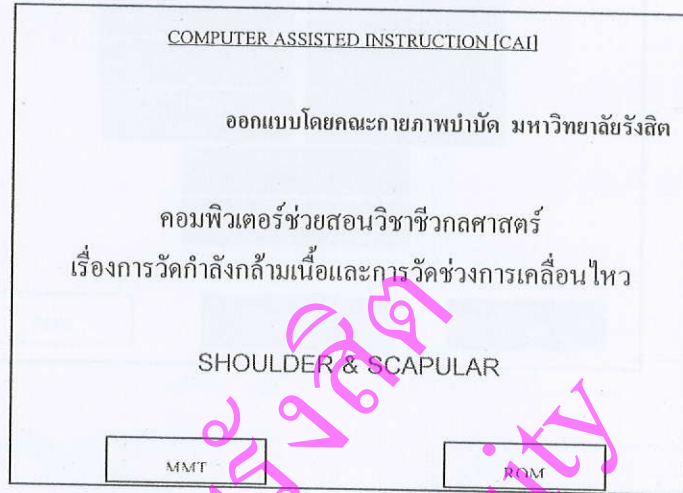 COMPUTER ASSISTED INSTRUCTION [CAI]
ออกแบบโดยคณะกายภาพบำบัด มหาวิทยาลัยรังสิต
คอมพิวเตอร์ช่วยสอนวิชาชีวกลศาสตร์
เรื่องการวัดกำลังกล้ามเนื้อและการวัดช่วงการเคลื่อนไหว
SHOULDER & SCAPULAR
MMT
ROM
รังสิต
ity